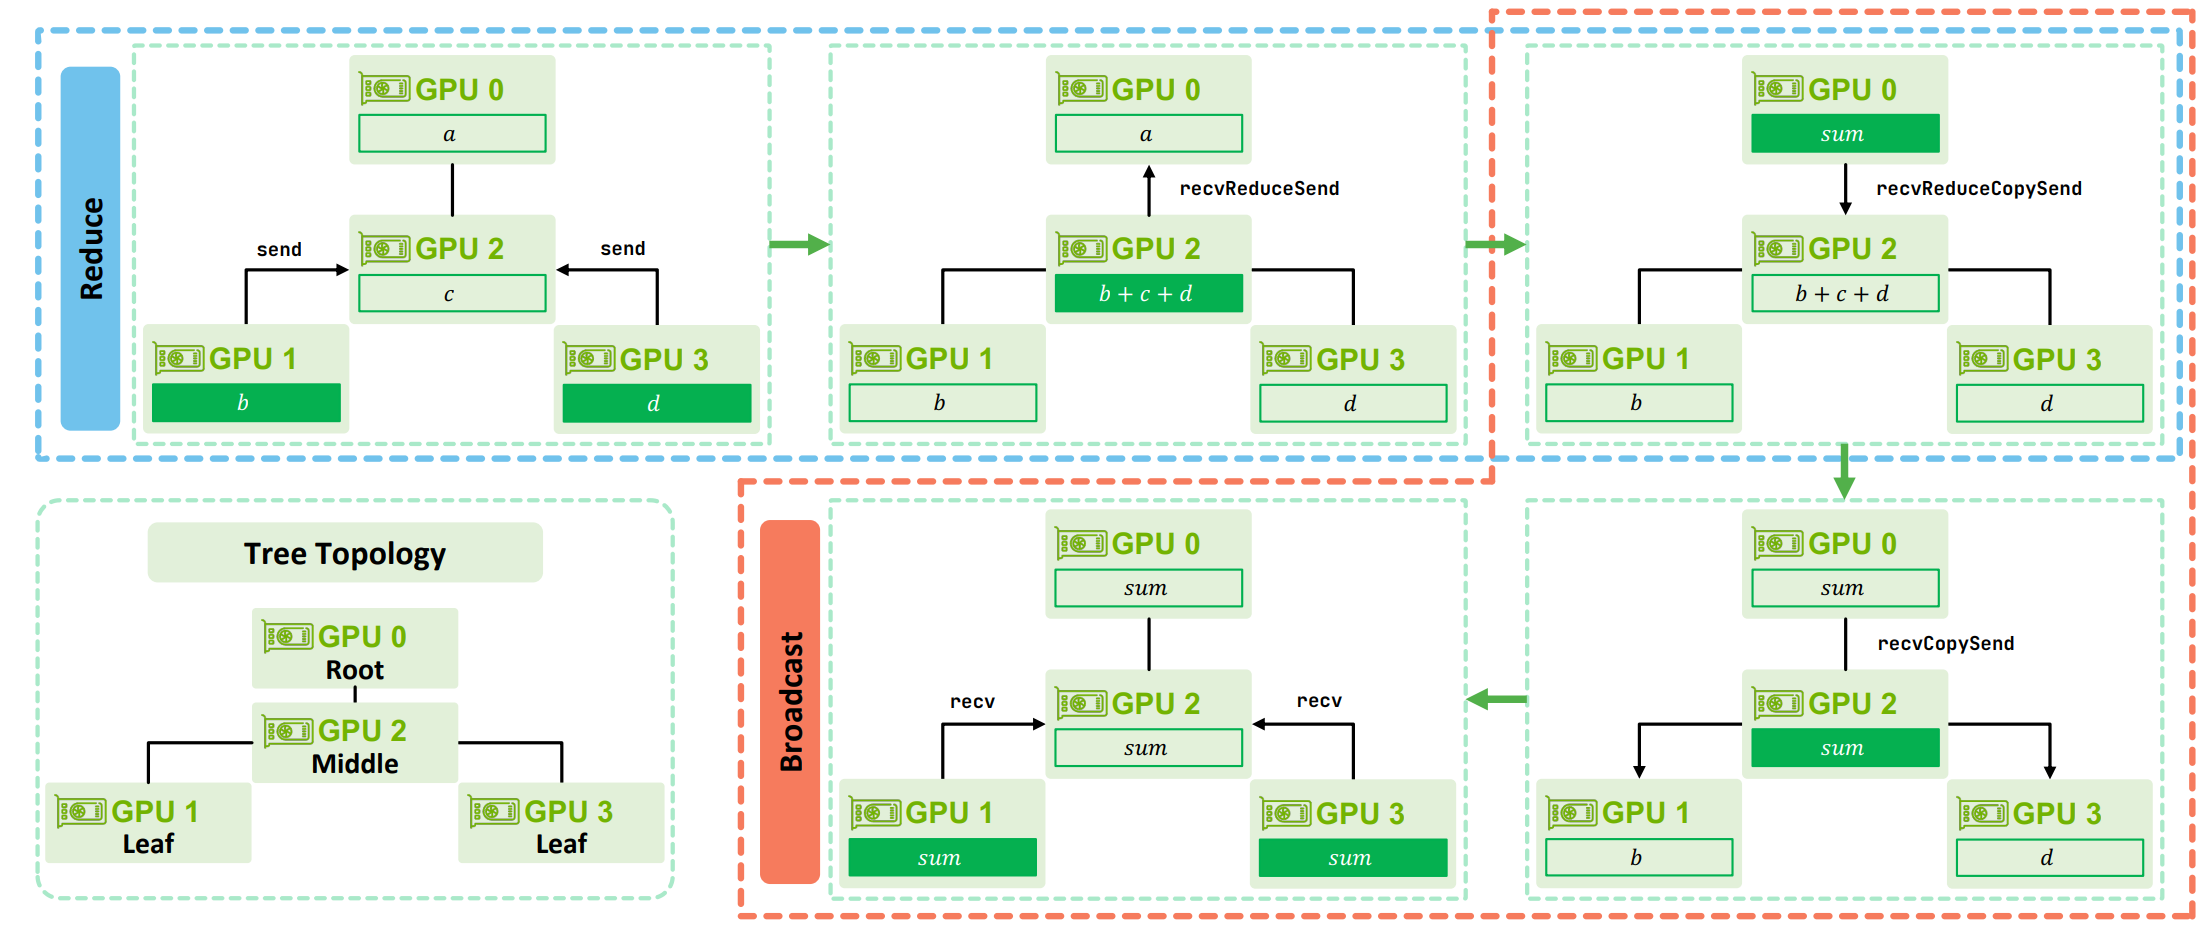 Reduce
GPU 0
a
send
GPU 2
send
c
GPU 1
b
GPU 3
d
GPU 0
a
recvReduceSend
GPU 2
b + c + d
GPU 1
b
GPU 3
d
GPU 0
sum
recvReduceCopySend
GPU 2
b + c + d
GPU 1
b
GPU 3
d
Tree Topology
GPU 0
Root
GPU 2
Middle
GPU 1
Leaf
GPU 3
Leaf
Broadcast
GPU 0
sum
recv
GPU 2
recv
sum
GPU 1
sum
GPU 3
sum
GPU 0
sum
recvCopySend
GPU 2
sum
GPU 1
b
GPU 3
d